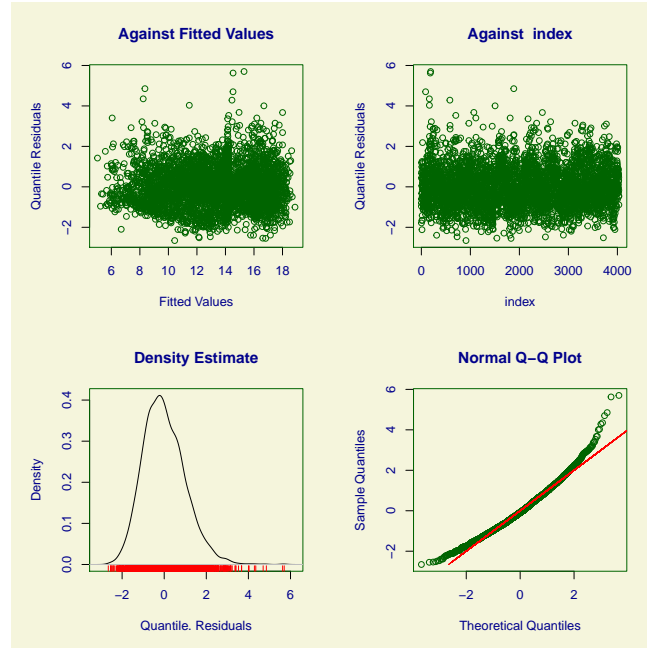 Against Fitted Values
Quantile Residuals
6
4
2
0
−2
6 8 10 12 14 16 18
Fitted Values
Against index
Quantile Residuals
6
4
2
0
−2
0 1000 2000 3000 4000
index
Density Estimate
Density
0.4
0.3
0.2
0.1
0.0
−2 0 2 4 6
Quantile. Residuals
Normal Q−Q Plot
Sample Quantiles
6
4
2
0
−2
−2 0 2
Theoretical Quantiles